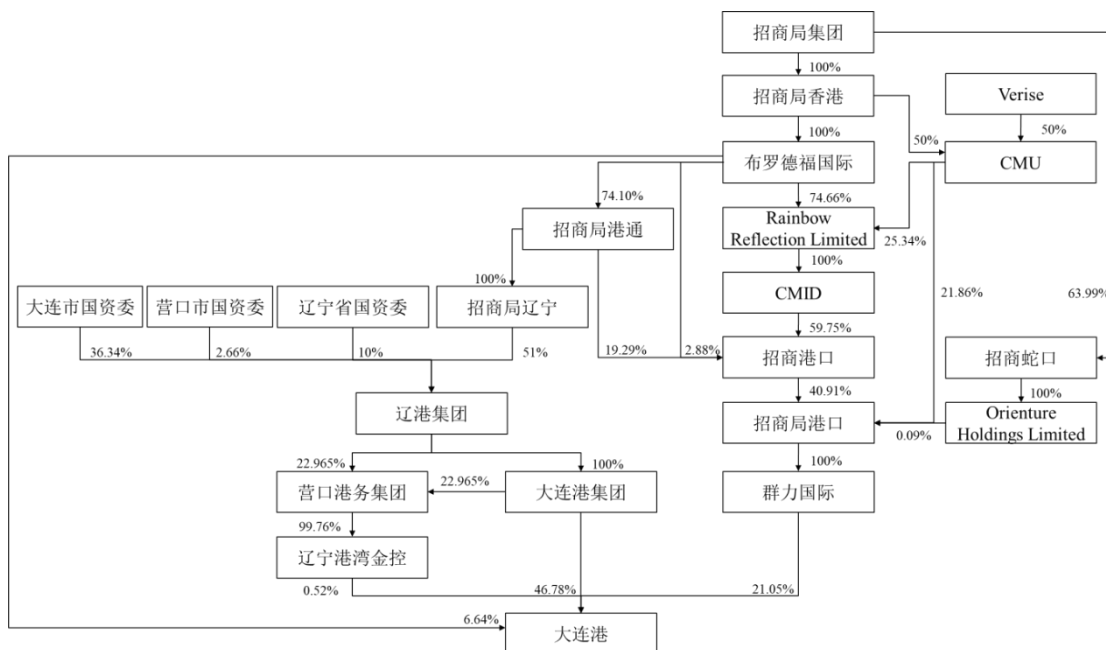 招商局集团
100%
招商局香港
Verise
100%
50%
50%
布罗德福国际
CMU
74.10%
74.66%
招商局港通
Rainbow
Reflection Limited
25.34%
100%
100%
大连市国资委
营口市国资委
辽宁省国资委
招商局辽宁
CMID
21.86%
63.99%
36.34%
2.66%
10%
51%
19.29%
2.88%
59.75%
招商港口
招商蛇口
40.91%
100%
辽港集团
招商局港口
0.09%
Orienture
Holdings Limited
22.965%
100%
100%
营口港务集团
22.965%
大连港集团
群力国际
99.76%
辽宁港湾金控
0.52%
46.78%
21.05%
6.64%
大连港